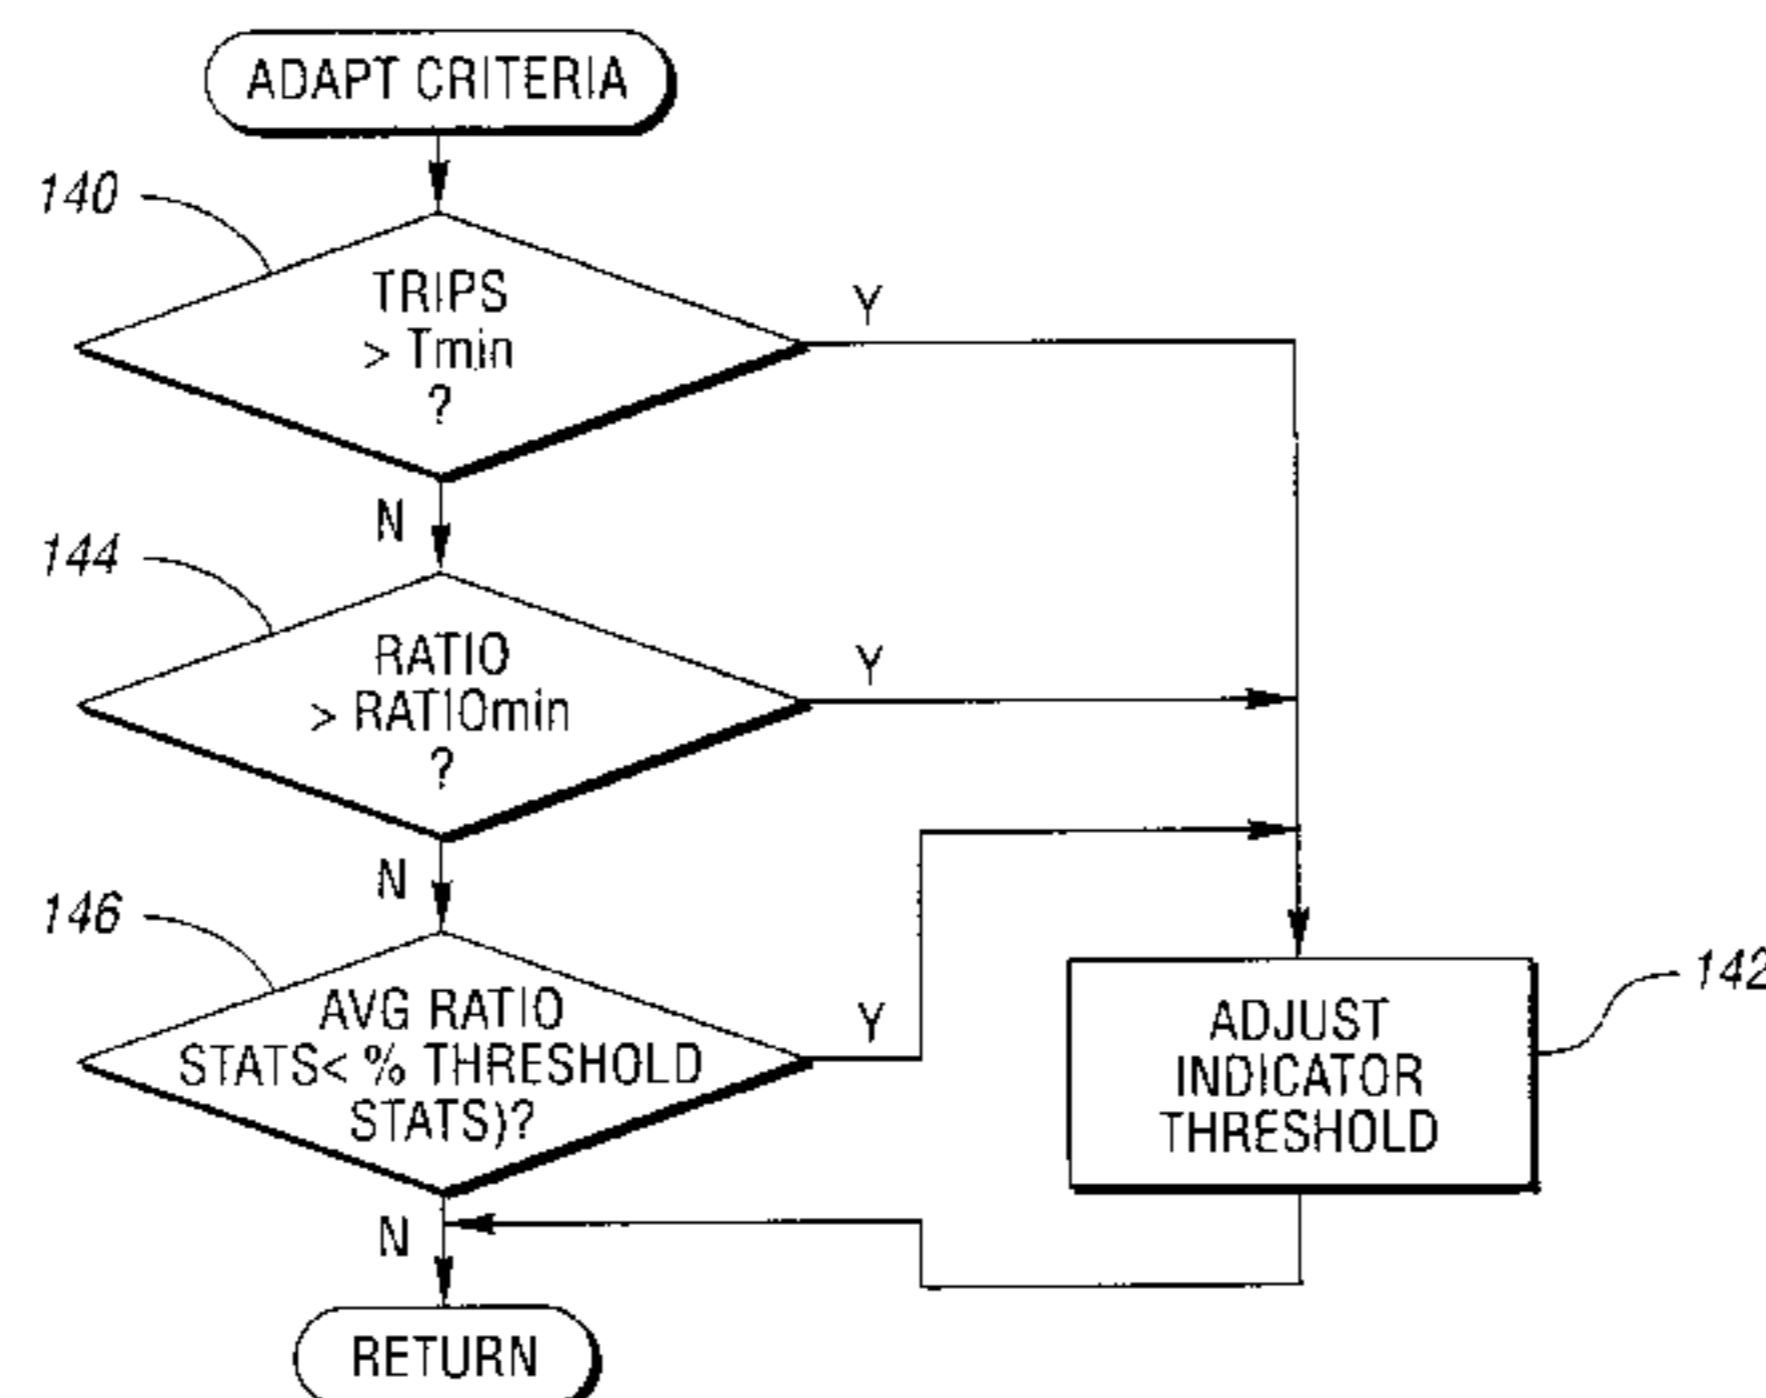 ADAPT CRITERIA
140
TRIPS
> Tmin
?
Y
N
144
RATIO
> RATIOmin
?
Y
N
146
AVG RATIO
STATS< % THRESHOLD
STATS)?
Y
N
ADJUST
INDICATOR
THRESHOLD
142
RETURN